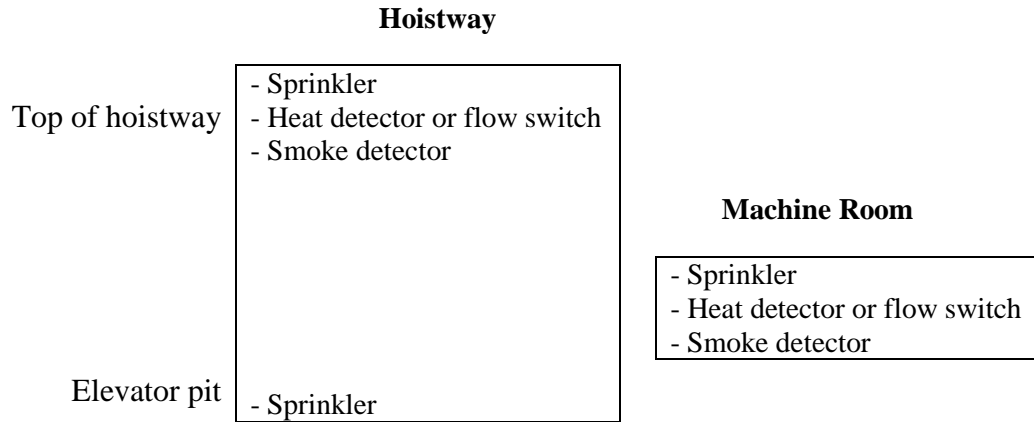 Hoistway
Top of hoistway
- Sprinkler
- Heat detector or flow switch
- Smoke detector
Machine Room
- Sprinkler
- Heat detector or flow switch
- Smoke detector
Elevator pit
- Sprinkler